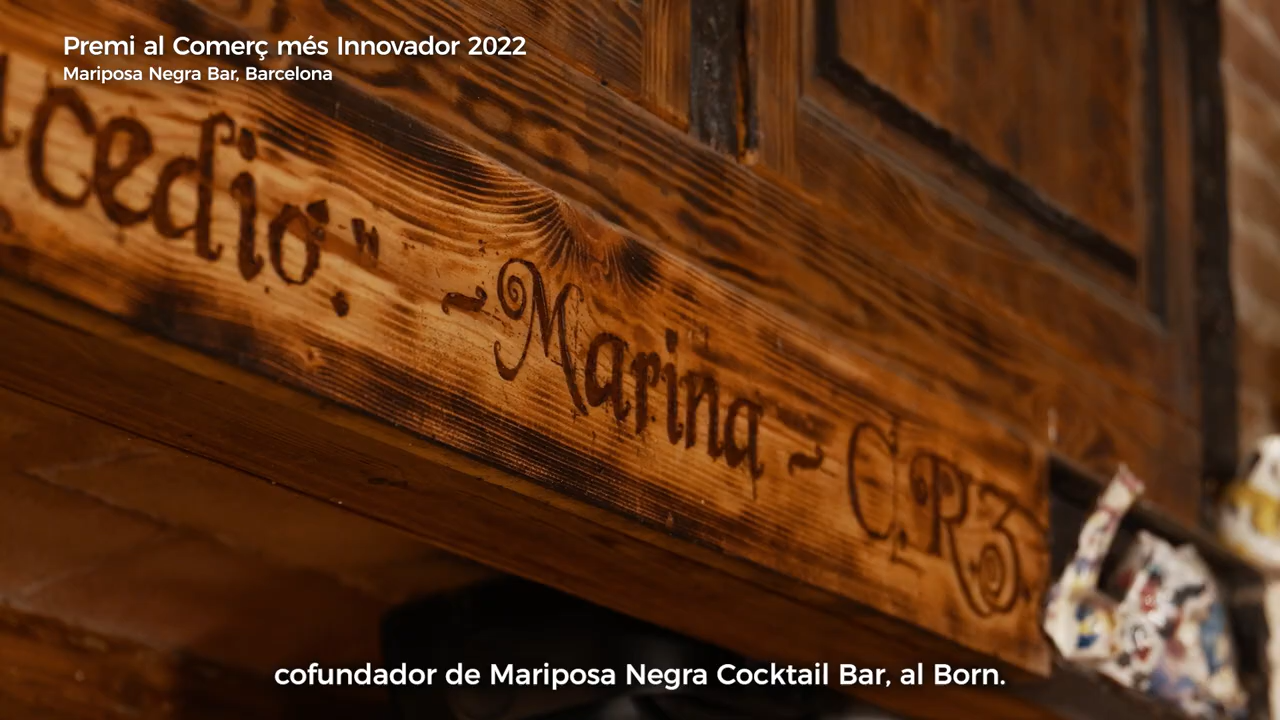 Premi al Comerç més Innovador 2022
Mariposa Negra Bar, Barcelona
cedio."
~Marina~ C.R3.
cofundador de Mariposa Negra Cocktail Bar, al Born.